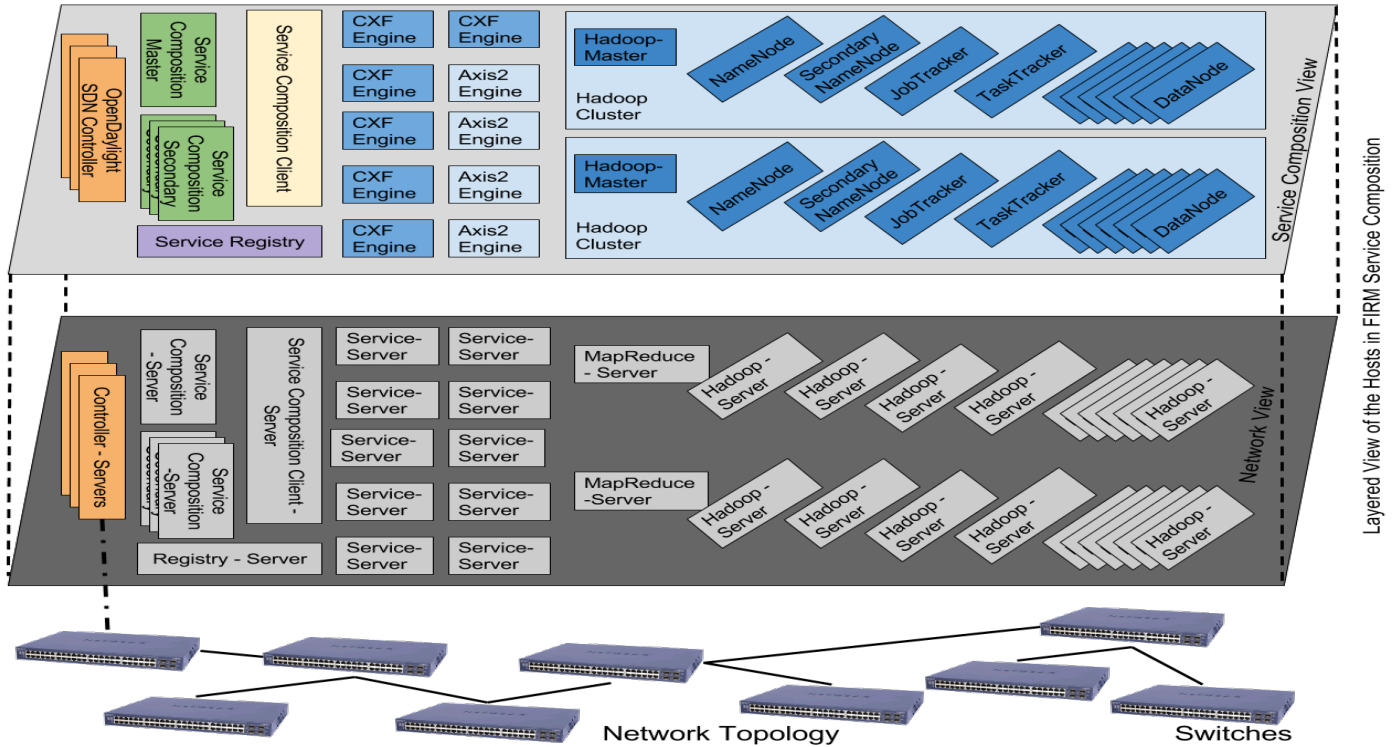 OpenDaylight
SDN Controller
Service
Composition
Master
Service
Composition
Secondary
Service Composition Client
Service Registry
CXF
Engine
CXF
Engine
CXF
Engine
Axis2
Engine
CXF
Engine
Axis2
Engine
CXF
Engine
Axis2
Engine
CXF
Engine
Axis2
Engine
Hadoop-
Master
Hadoop
Cluster
NameNode
Secondary
NameNode
JobTracker
TaskTracker
DataNode
Hadoop-
Master
Hadoop
Cluster
NameNode
Secondary
NameNode
JobTracker
TaskTracker
DataNode
Service Composition View
Controller - Servers
Service
Composition
- Server
Service
Composition
-Server
Service Composition Client -
Server
Registry - Server
Service-
Server
Service-
Server
Service-
Server
Service-
Server
Service-
Server
Service-
Server
Service-
Server
Service-
Server
Service-
Server
Service-
Server
MapReduce
- Server
Hadoop -
Server
Hadoop -
Server
Hadoop -
Server
Hadoop -
Server
Hadoop -
Server
MapReduce
-Server
Hadoop -
Server
Hadoop -
Server
Hadoop -
Server
Hadoop -
Server
Hadoop -
Server
Network View
Layered View of the Hosts in FIRM Service Composition
Network Topology
Switches